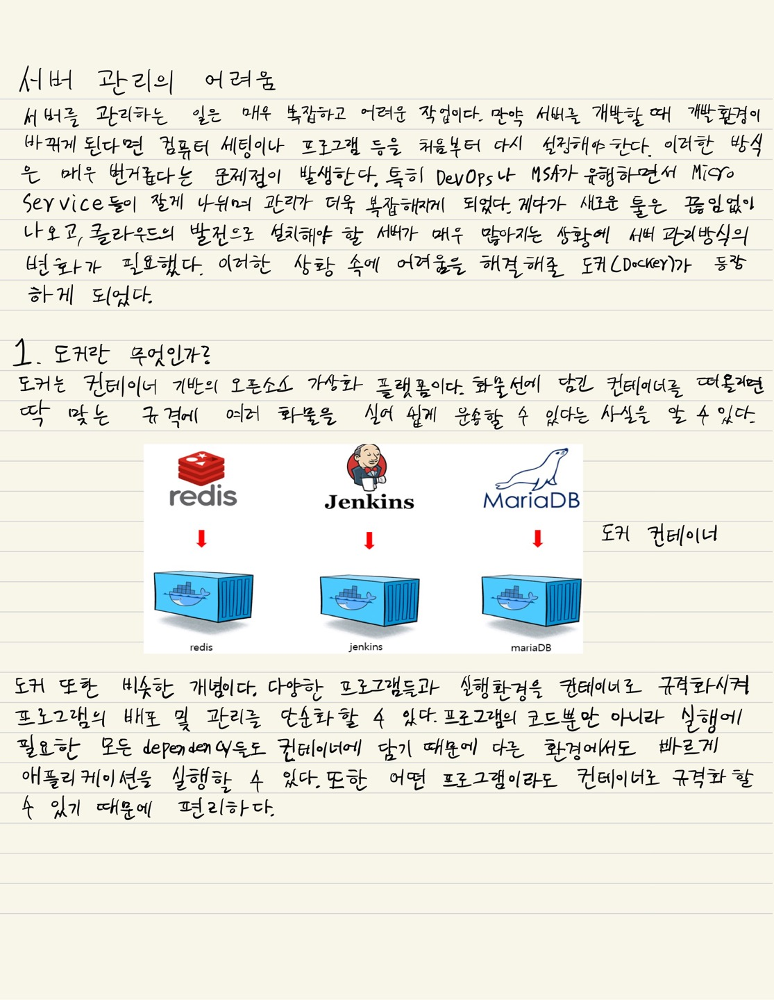 서버 관리의 어려움
서버를 관리하는 일은 매우 복잡하고 어려운 작업이다. 만약 서버를 개발할 때 개발환경이
바뀌게 된다면 컴퓨터 세팅이나 프로그램 등을 처음부터 다시 설정해야 한다. 이러한 방식
은 매우 번거롭다는 문제점이 발생한다. 특히 DevOps나 MSA가 유행하면서 Micro
Service들이 잘게 나뉘며 관리가 더욱 복잡해지게 되었다. 게다가 새로운 툴은 끊임없이
나오고, 클라우드의 발전으로 설치해야 할 서버가 매우 많아지는 상황에 서버 관리방식의
변화가 필요했다. 이러한 상황 속에 어려움을 해결해줄 도커(Docker)가 등장
하게 되었다.
1. 도커란 무엇인가?
도커는 컨테이너 기반의 오픈소스 가상화 플랫폼이다. 화물선에 담긴 컨테이너를 떠올리면
딱 맞는 규격에 여러 화물을 실어 쉽게 운송할 수 있다는 사실을 알 수 있다.
redis Jenkins MariaDB
도커 컨테이너
redis jenkins mariaDB
도커 또한 비슷한 개념이다. 다양한 프로그램들과 실행환경을 컨테이너로 규격화시켜
프로그램의 배포 및 관리를 단순화 할 수 있다. 프로그램의 코드뿐만 아니라 실행에
필요한 모든 dependency들도 컨테이너에 담기 때문에 다른 환경에서도 빠르게
애플리케이션을 실행할 수 있다. 또한 어떤 프로그램이라도 컨테이너로 규격화 할
수 있기 때문에 편리하다.